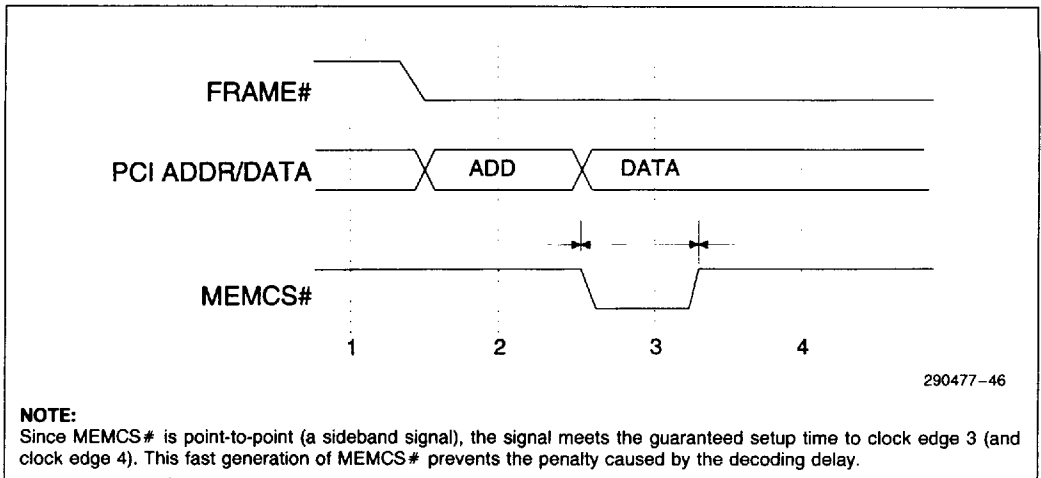 FRAME#
PCI ADDR/DATA
ADD
DATA
MEMCS#
1
2
3
4
290477-46
NOTE:
Since MEMCS# is point-to-point (a sideband signal), the signal meets the guaranteed setup time to clock edge 3 (and
clock edge 4). This fast generation of MEMCS# prevents the penalty caused by the decoding delay.